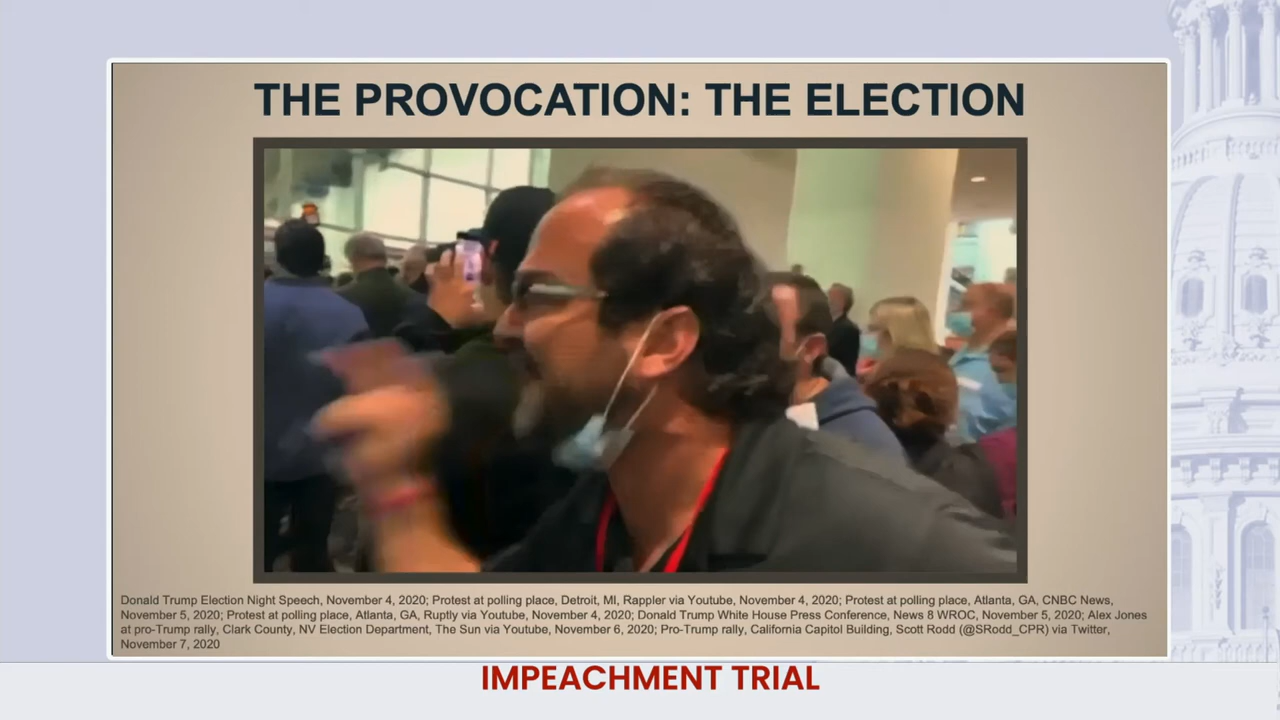 THE PROVOCATION: THE ELECTION
Donald Trump Election Night Speech, November 4, 2020; Protest at polling place, Detroit, MI, Rappler via Youtube, November 4, 2020; Protest at polling place, Atlanta, GA, CNBC News,
November 5, 2020; Protest at polling place, Atlanta, GA, Ruptly via Youtube, November 4, 2020; Donald Trump White House Press Conference, News 8 WROC, November 5, 2020; Alex Jones
at pro-Trump rally, Clark County, NV Election Department, The Sun via Youtube, November 6, 2020; Pro-Trump rally, California Capitol Building, Scott Rodd (@SRodd_CPR) via Twitter,
November 7, 2020
IMPEACHMENT TRIAL